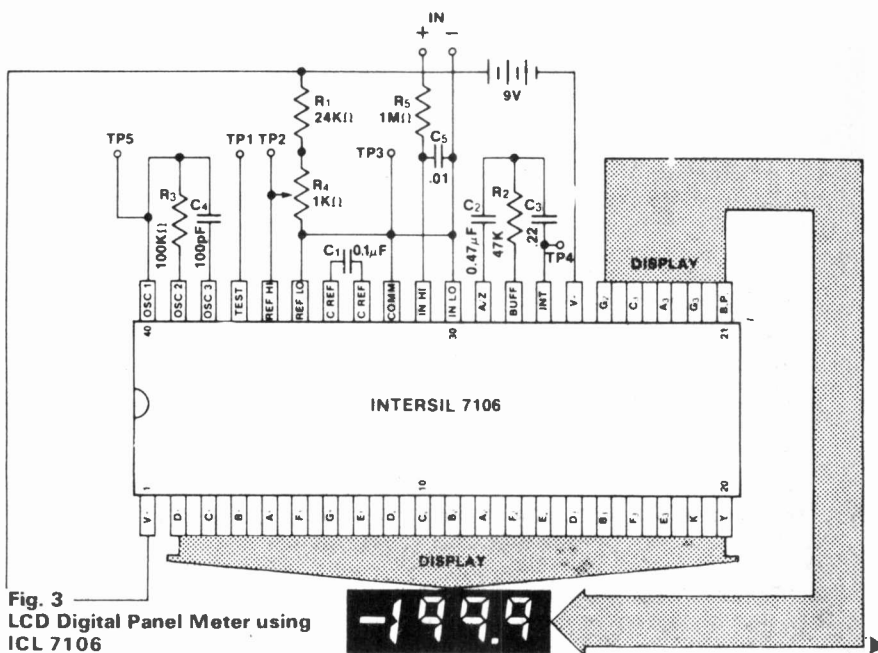 IN
+ −
9V
R1
24KΩ
R5
1MΩ
C5
.01
TP5
TP1
TP2
TP3
R4
1KΩ
R3
100KΩ
C4
100pF
C1 0.1µF
C2
0.47µF
R2
47K
C3
.22
TP4
DISPLAY
OSC 1
OSC 2
OSC 3
TEST
REF HI
REF LO
C REF
C REF
COMM
IN HI
IN LO
A/Z
BUFF
INT
V-
G2
C3
A3
G3
B.P.
40
30
21
INTERSIL 7106
1
10
20
V+
D1
C1
B1
A1
F1
G1
E1
D2
C2
B2
A2
F2
E2
D3
B3
F3
E3
K
Y
DISPLAY
-199.9
Fig. 3
LCD Digital Panel Meter using
ICL 7106